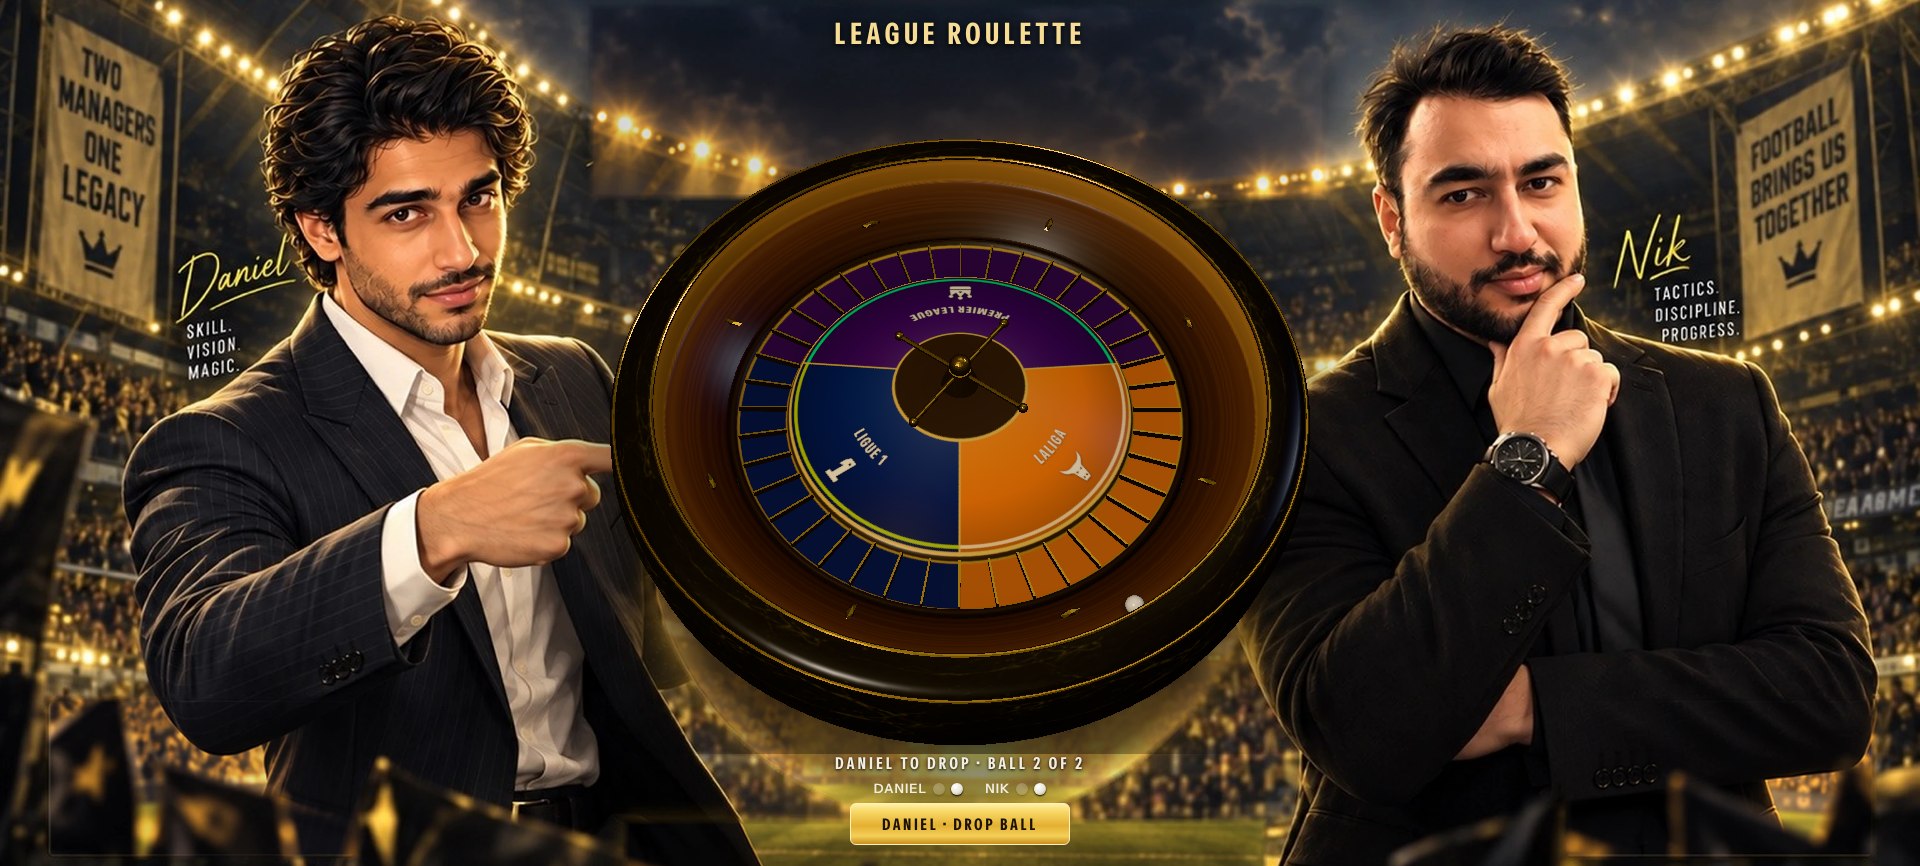 LEAGUE ROULETTE
TWO
MANAGERS
ONE
LEGACY
Daniel
SKILL.
VISION.
MAGIC.
FOOTBALL
BRINGS US
TOGETHER
Nik
TACTICS.
DISCIPLINE.
PROGRESS.
PREMIER LEAGUE
LIGUE 1
1
LALIGA
DANIEL TO DROP · BALL 2 OF 2
DANIEL
NIK
DANIEL · DROP BALL